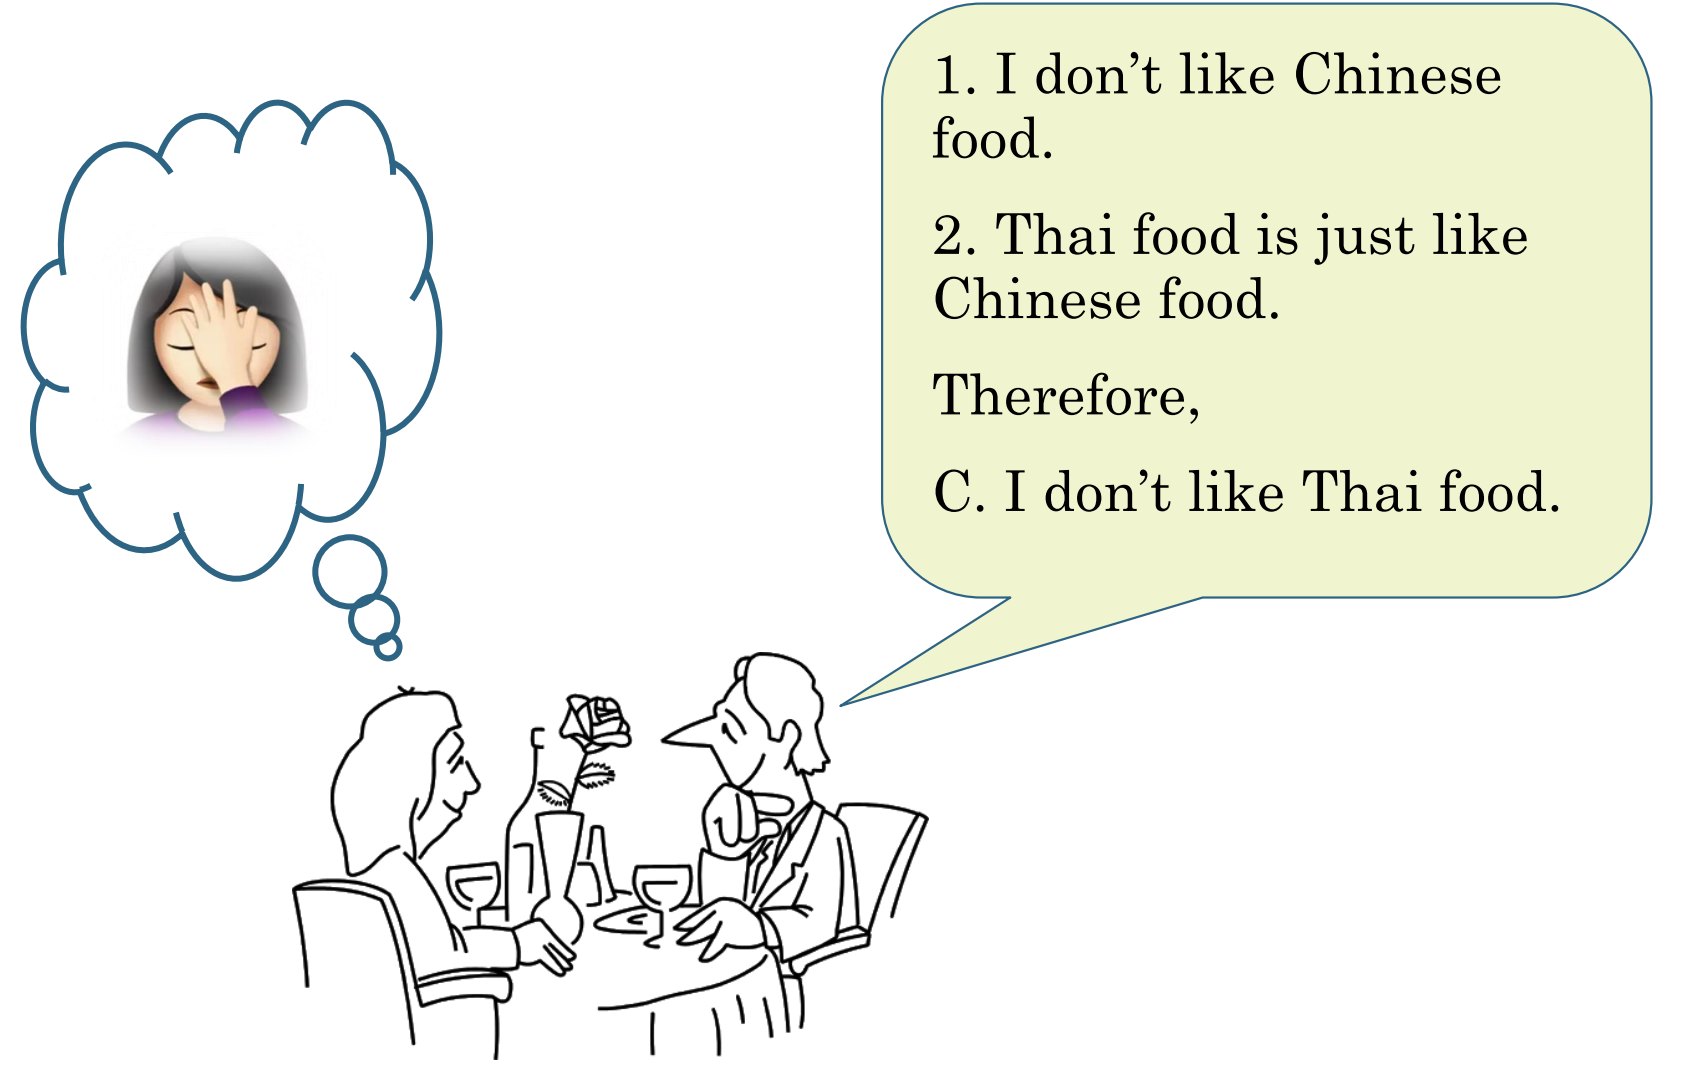 1. I don’t like Chinese
food.
2. Thai food is just like
Chinese food.
Therefore,
C. I don’t like Thai food.